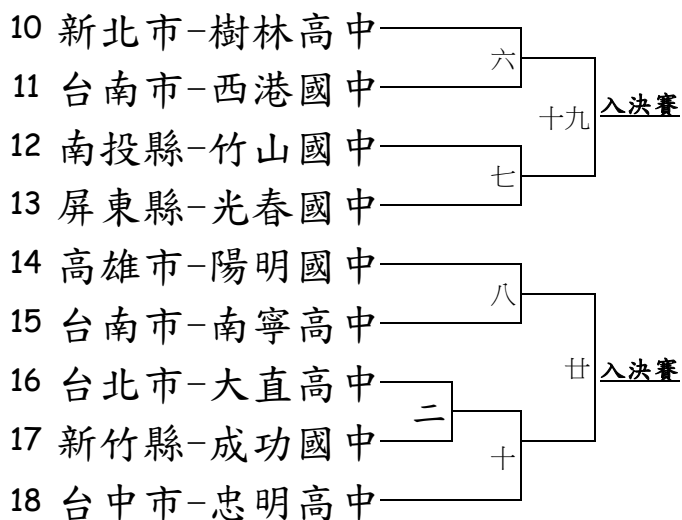 10 新北市-樹林高中
六
11 台南市-西港國中
十九 入決賽
12 南投縣-竹山國中
七
13 屏東縣-光春國中
14 高雄市-陽明國中
八
15 台南市-南寧高中
廿 入決賽
16 台北市-大直高中
二
17 新竹縣-成功國中
十
18 台中市-忠明高中